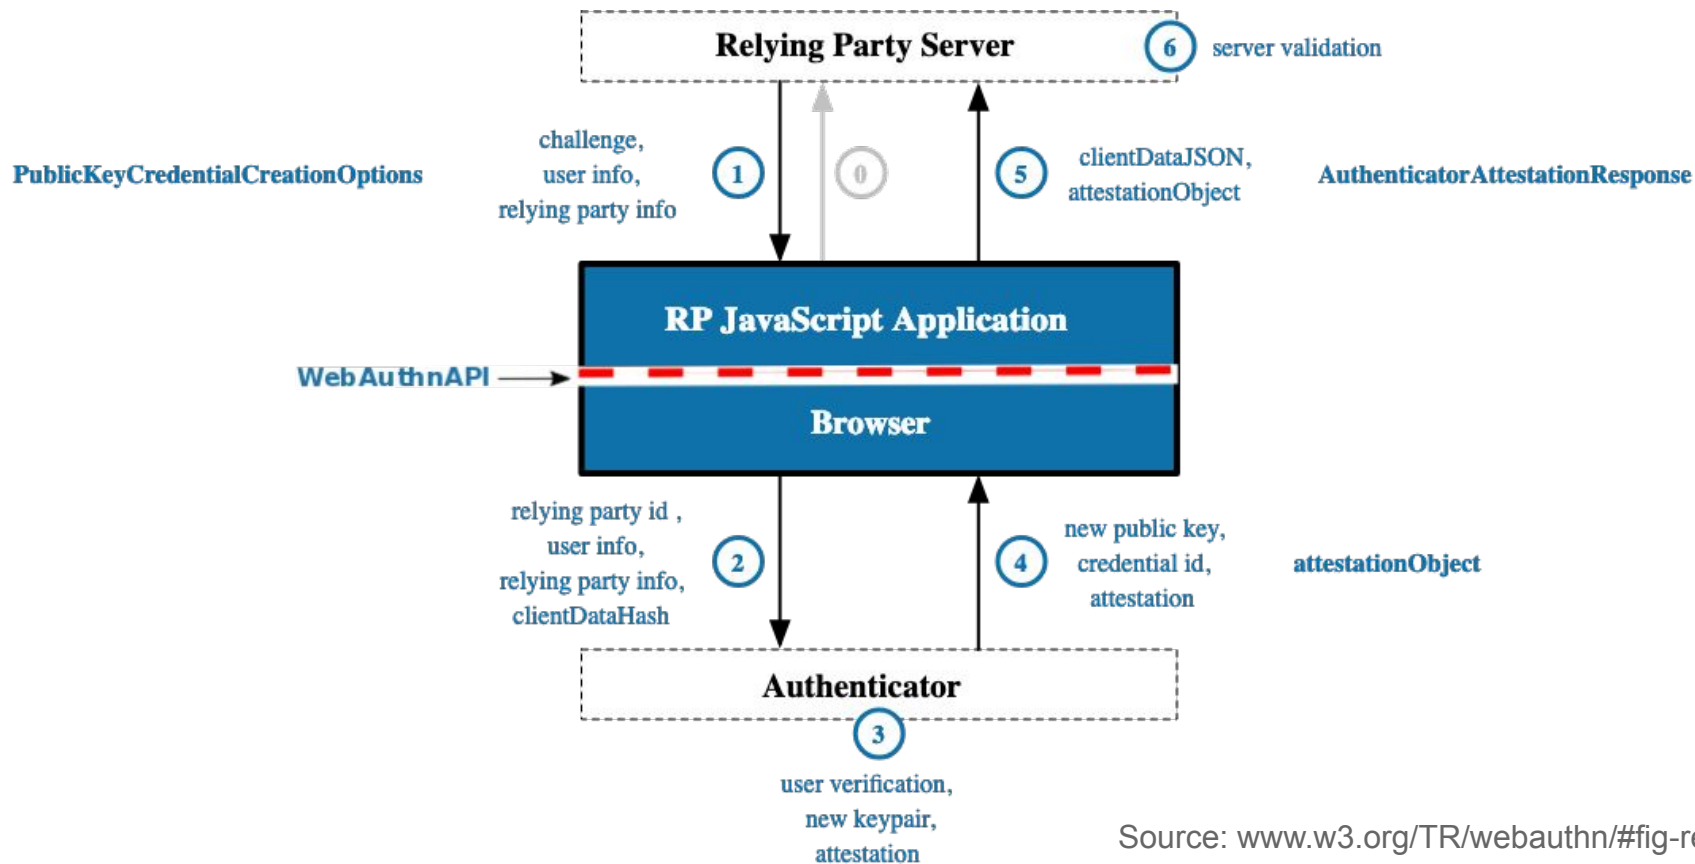 Relying Party Server
6
server validation
challenge,
user info,
relying party info
PublicKeyCredentialCreationOptions
1
0
5
clientDataJSON,
attestationObject
AuthenticatorAttestationResponse
RP JavaScript Application
WebAuthnAPI
Browser
relying party id ,
user info,
relying party info,
clientDataHash
2
4
new public key,
credential id,
attestation
attestationObject
Authenticator
3
user verification,
new keypair,
attestation
Source: www.w3.org/TR/webauthn/#fig-re